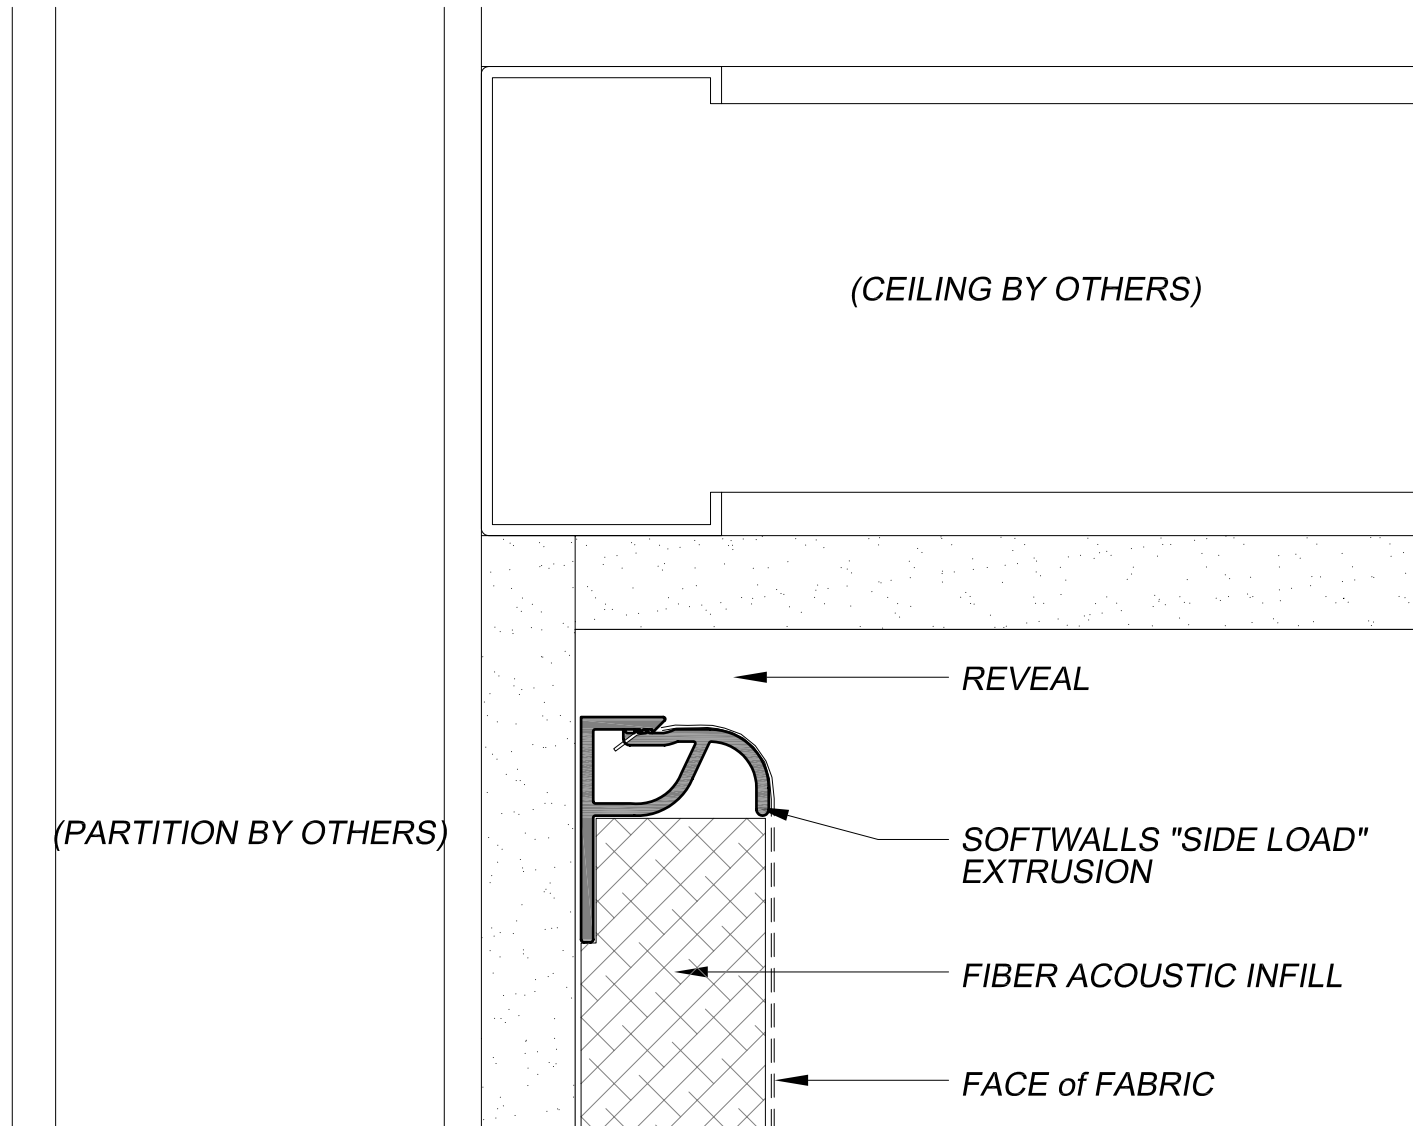 (CEILING BY OTHERS)
REVEAL
(PARTITION BY OTHERS)
SOFTWALLS "SIDE LOAD"
EXTRUSION
FIBER ACOUSTIC INFILL
FACE of FABRIC